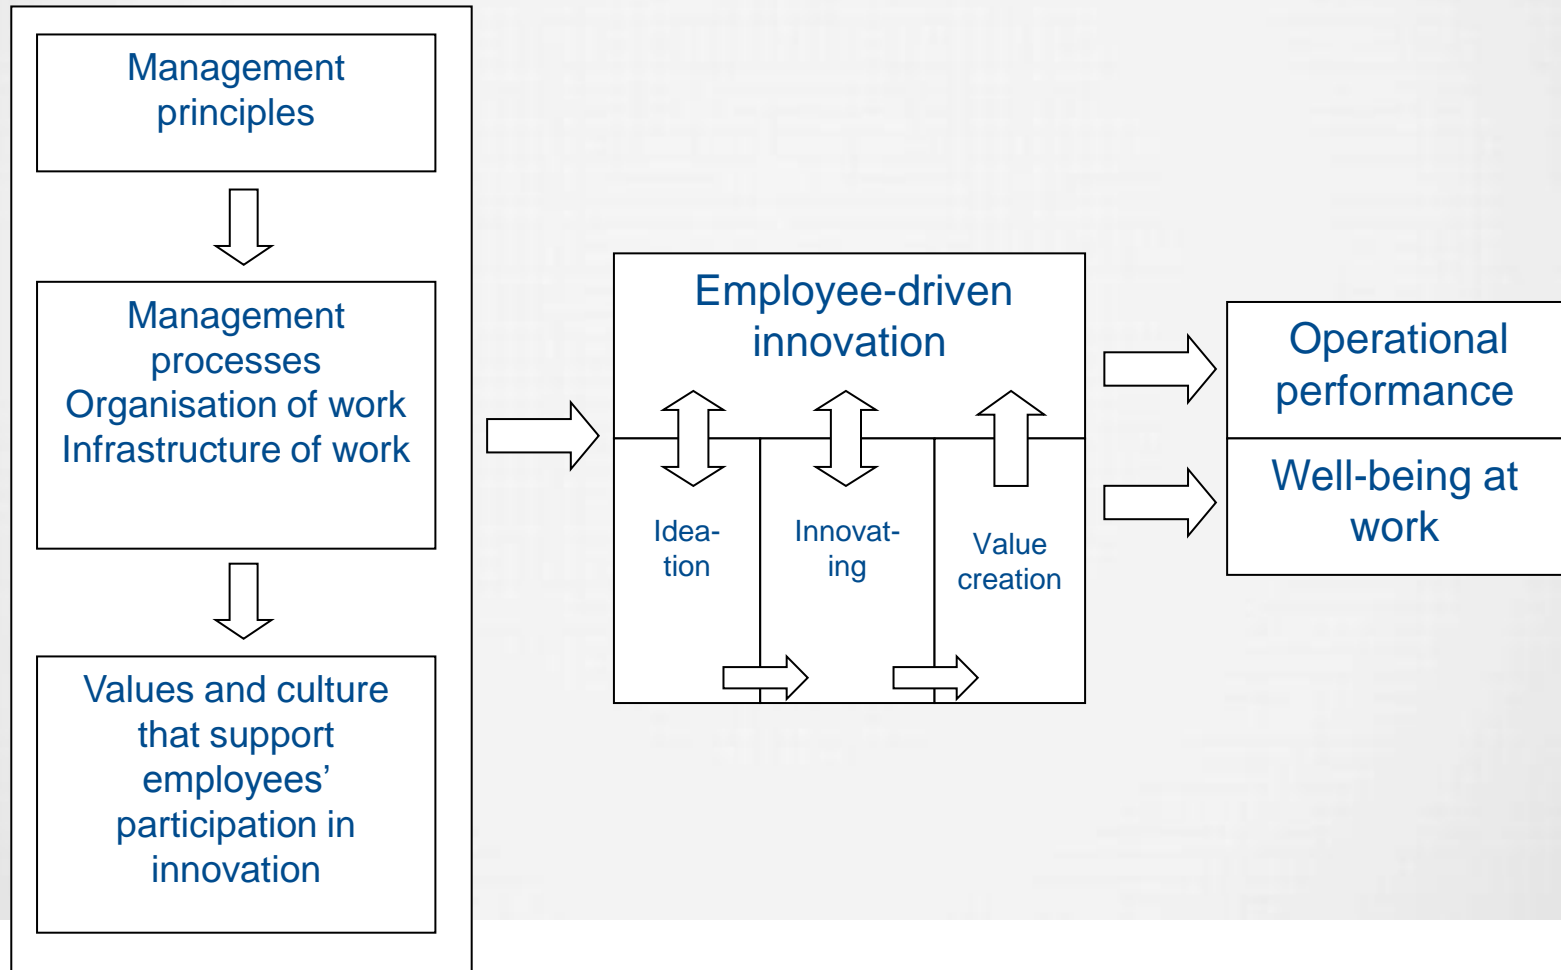 Management
principles
Management
processes
Organisation of work
Infrastructure of work
Values and culture
that support
employees’
participation in
innovation
Employee-driven
innovation
Idea-
tion
Innovat-
ing
Value
creation
Operational
performance
Well-being at
work